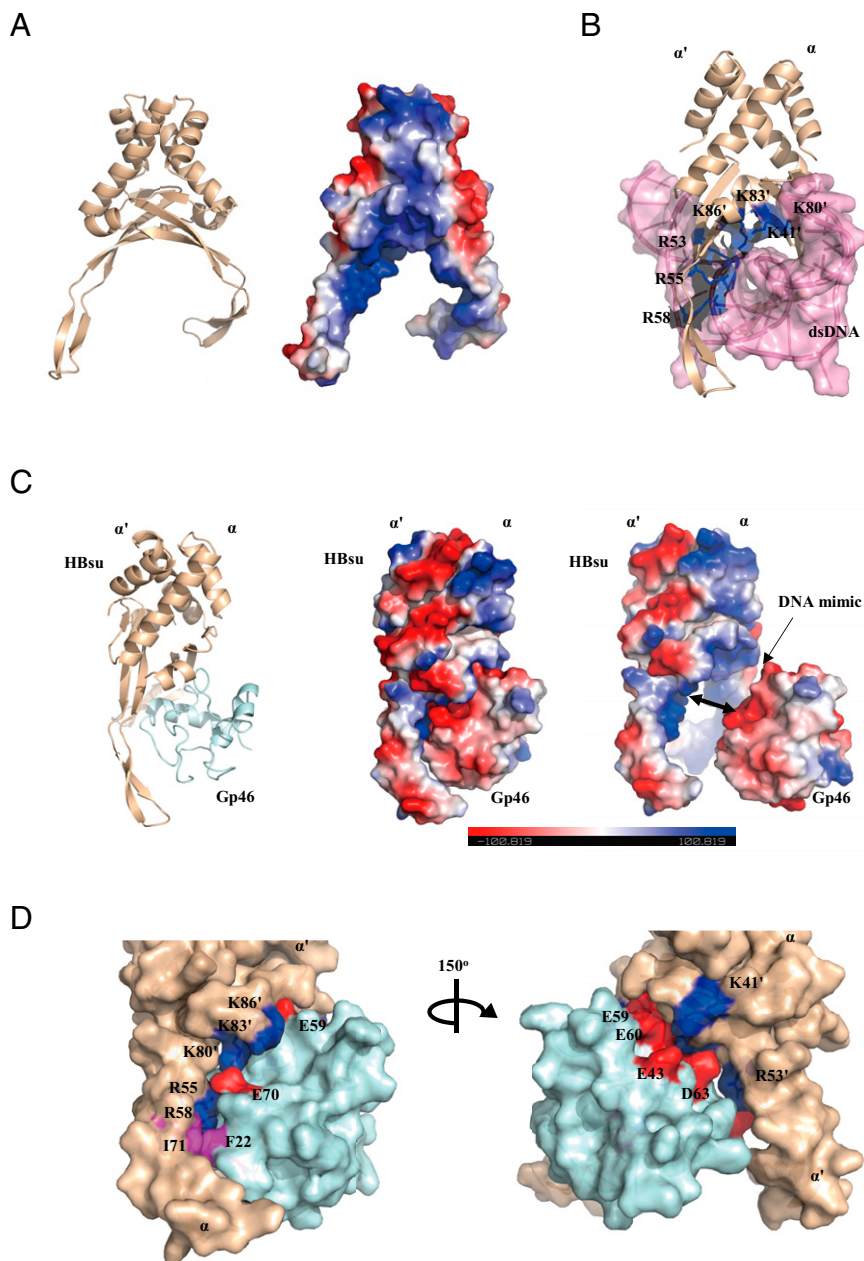 A
B
α'
α
K83'
K86'
K80'
K41'
R53
R55
R58
dsDNA
C
α'
α
HBsu
Gp46
α'
α
HBsu
Gp46
α'
α
HBsu
DNA mimic
Gp46
-100.819
100.819
D
α'
K86'
K83'
E59
K80'
R55
E70
R58
F22
I71
α
150°
α
K41'
E59
E60
E43
D63
R53'
α'